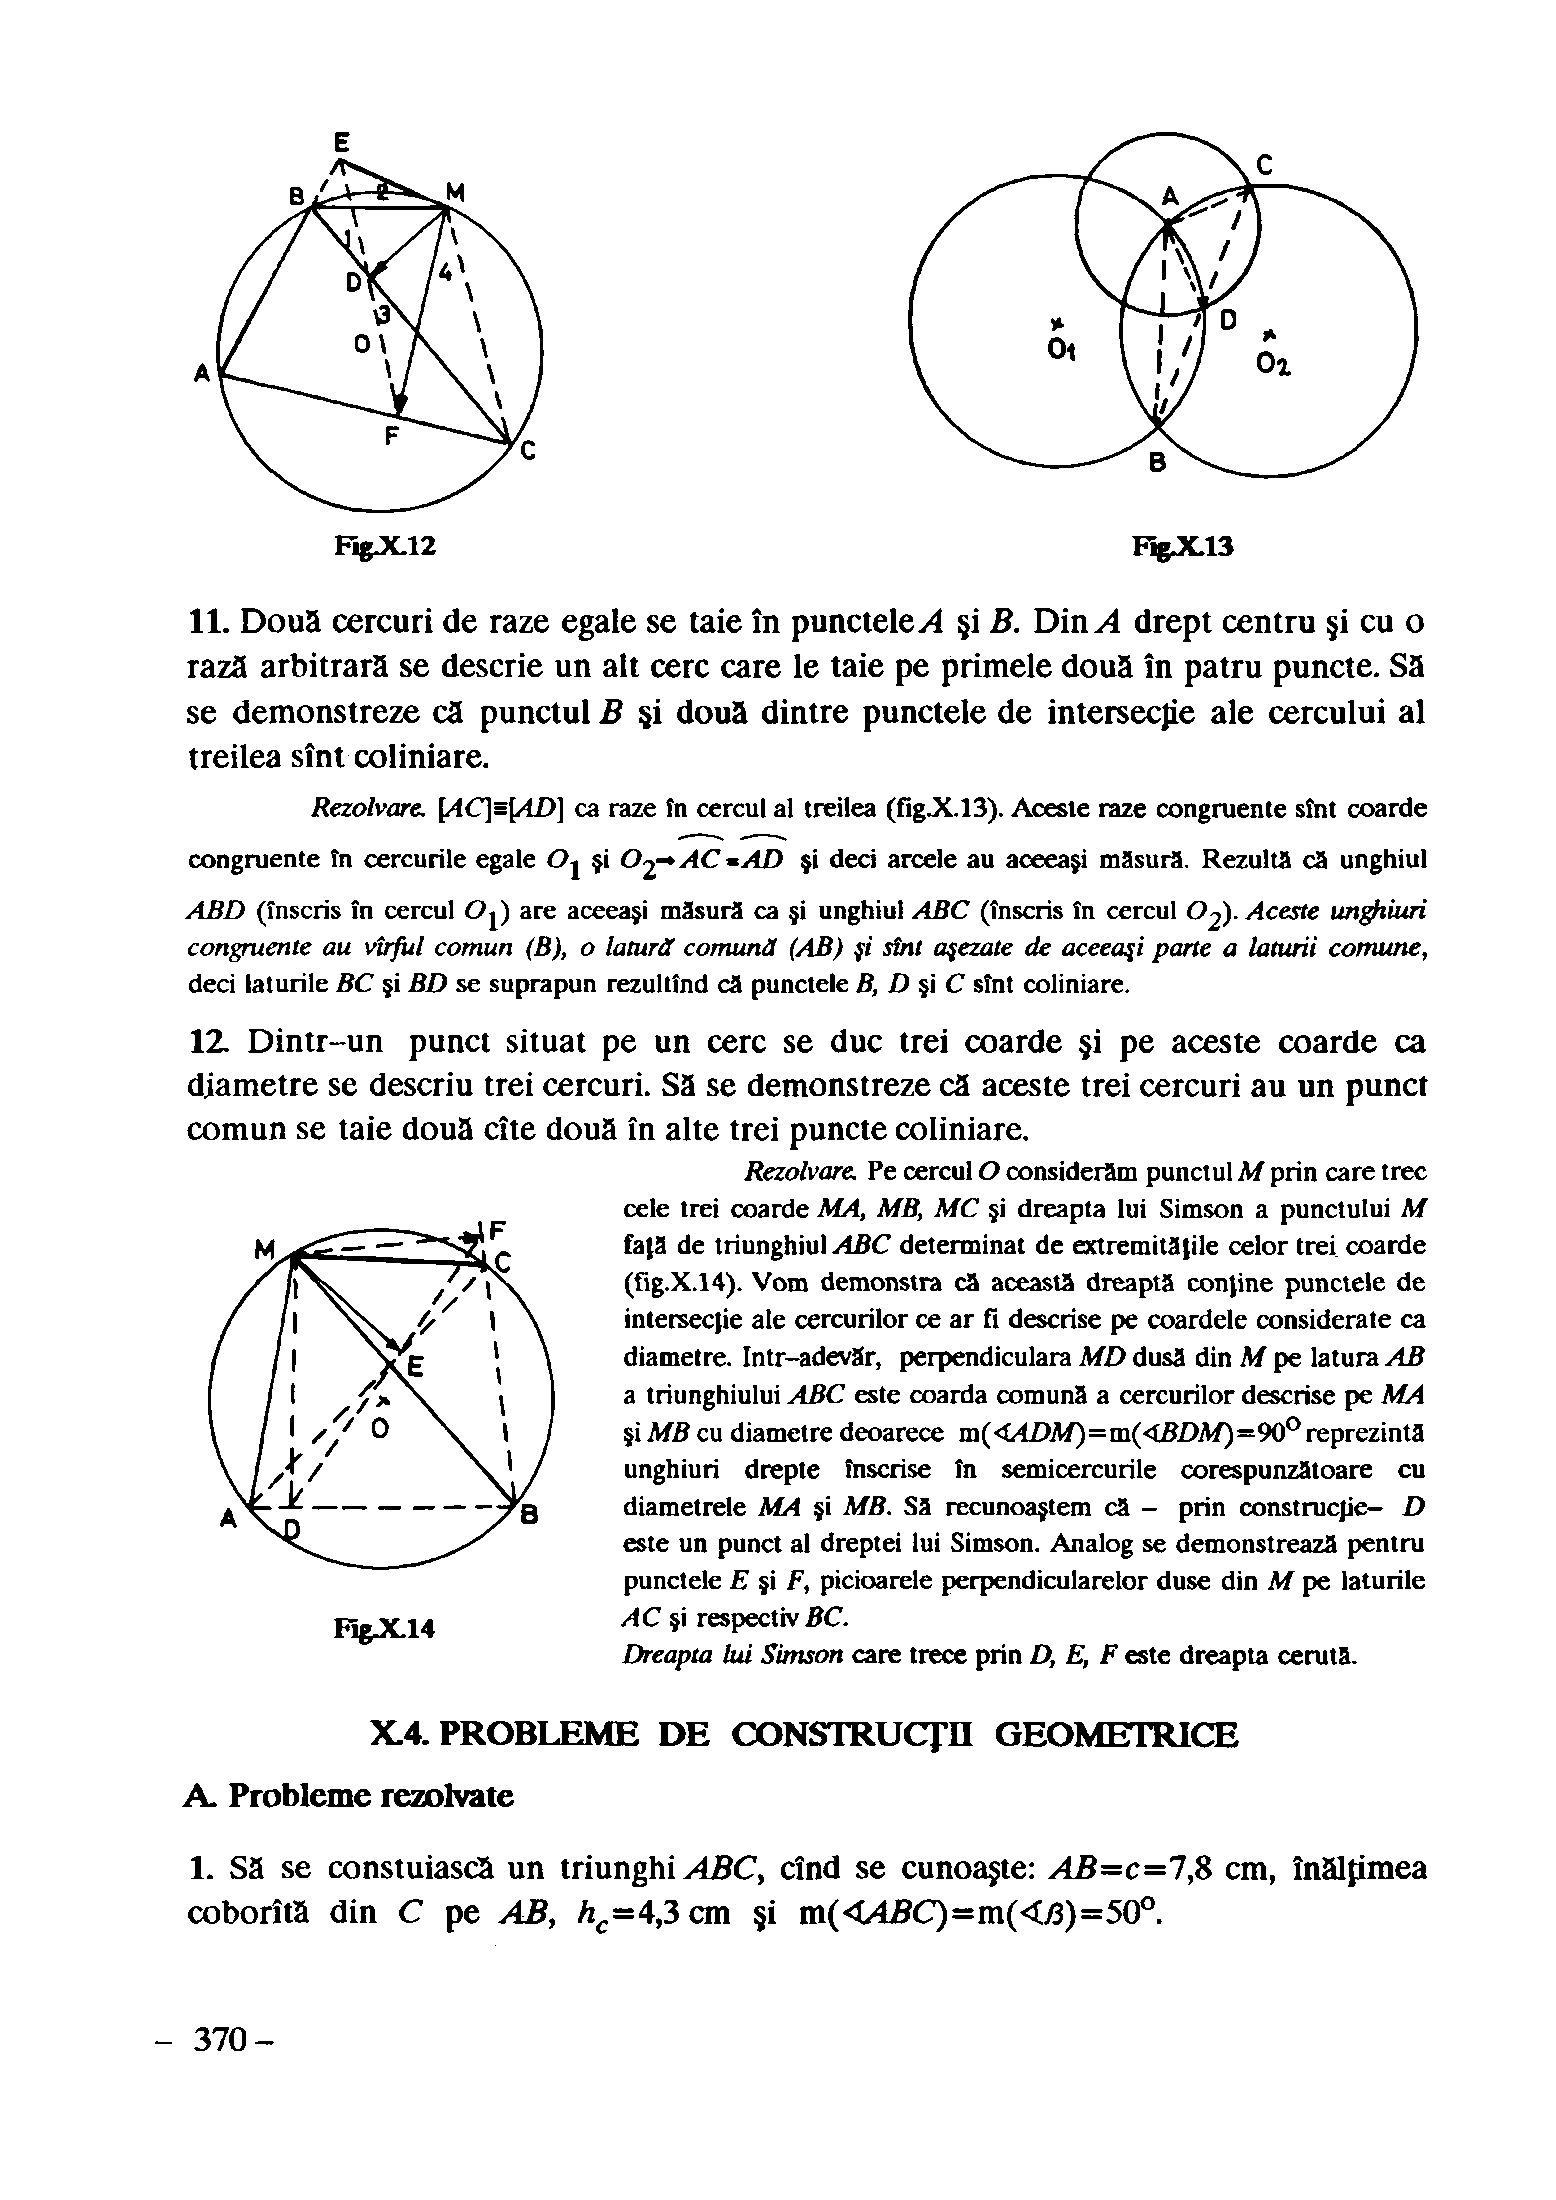 E
B
2
M
1
D
4
3
O
A
F
C
Fig.X.12
C
A
D
O1
O2
B
Fig.X.13
11. Două cercuri de raze egale se taie în punctele A şi B. Din A drept centru şi cu o
rază arbitrară se descrie un alt cerc care le taie pe primele două în patru puncte. Să
se demonstreze că punctul B şi două dintre punctele de intersecţie ale cercului al
treilea sînt coliniare.
Rezolvare. [AC]≡[AD] ca raze în cercul al treilea (fig.X.13). Aceste raze congruente sînt coarde
congruente în cercurile egale O₁ şi O₂→AC=AD şi deci arcele au aceeaşi măsură. Rezultă că unghiul
ABD (înscris în cercul O₁) are aceeaşi măsură ca şi unghiul ABC (înscris în cercul O₂). Aceste unghiuri
congruente au vîrful comun (B), o latură comună (AB) şi sînt aşezate de aceeaşi parte a laturii comune,
deci laturile BC şi BD se suprapun rezultînd că punctele B, D şi C sînt coliniare.
12. Dintr-un punct situat pe un cerc se duc trei coarde şi pe aceste coarde ca
diametre se descriu trei cercuri. Să se demonstreze că aceste trei cercuri au un punct
comun se taie două cîte două în alte trei puncte coliniare.
Rezolvare. Pe cercul O considerăm punctul M prin care trec
cele trei coarde MA, MB, MC şi dreapta lui Simson a punctului M
faţă de triunghiul ABC determinat de extremităţile celor trei coarde
(fig.X.14). Vom demonstra că această dreaptă conţine punctele de
intersecţie ale cercurilor ce ar fi descrise pe coardele considerate ca
diametre. Intr-adevăr, perpendiculara MD dusă din M pe latura AB
a triunghiului ABC este coarda comună a cercurilor descrise pe MA
şi MB cu diametre deoarece m(∢ADM)=m(∢BDM)=90° reprezintă
unghiuri drepte înscrise în semicercurile corespunzătoare cu
diametrele MA şi MB. Să recunoaştem că - prin construcţie- D
este un punct al dreptei lui Simson. Analog se demonstrează pentru
punctele E şi F, picioarele perpendicularelor duse din M pe laturile
AC şi respectiv BC.
Dreapta lui Simson care trece prin D, E, F este dreapta cerută.
M
F
C
E
O
A
D
B
Fig.X.14
X.4. PROBLEME DE CONSTRUCŢII GEOMETRICE
A. Probleme rezolvate
1. Să se constuiască un triunghi ABC, cînd se cunoaşte: AB=c=7,8 cm, înălţimea
coborîtă din C pe AB, h_c=4,3 cm şi m(∢ABC)=m(∢β)=50°.
- 370 -